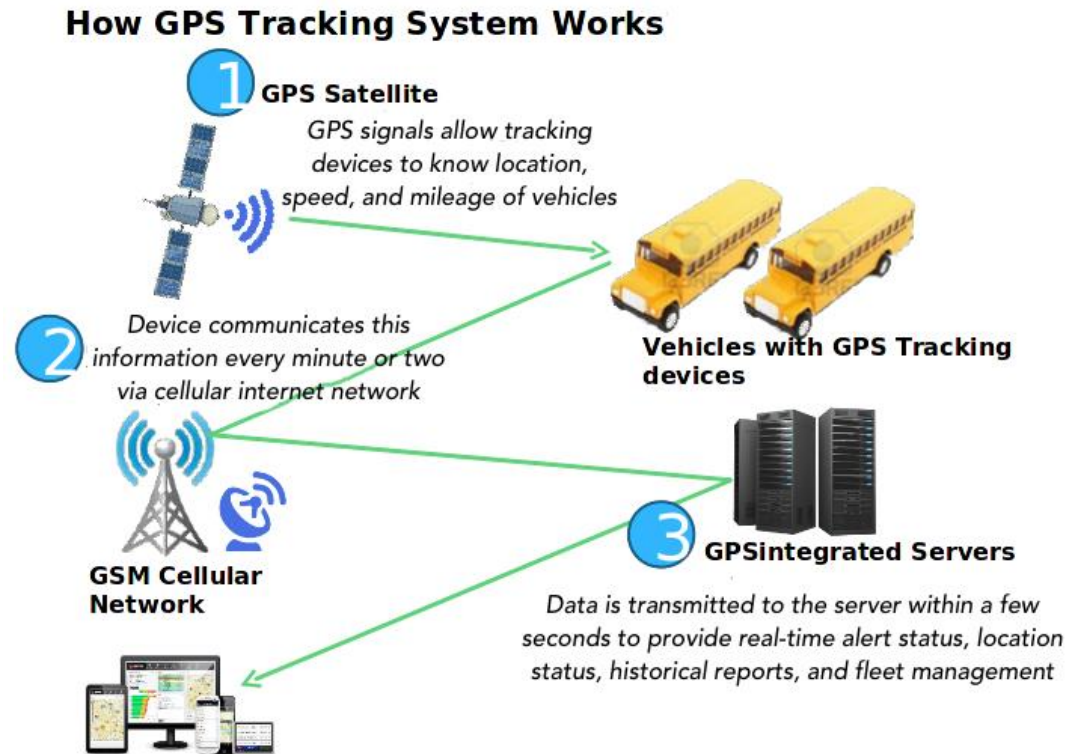 How GPS Tracking System Works
1
GPS Satellite
GPS signals allow tracking
devices to know location,
speed, and mileage of vehicles
2
Device communicates this
information every minute or two
via cellular internet network
Vehicles with GPS Tracking
devices
GSM Cellular
Network
3
GPSintegrated Servers
Data is transmitted to the server within a few
seconds to provide real-time alert status, location
status, historical reports, and fleet management